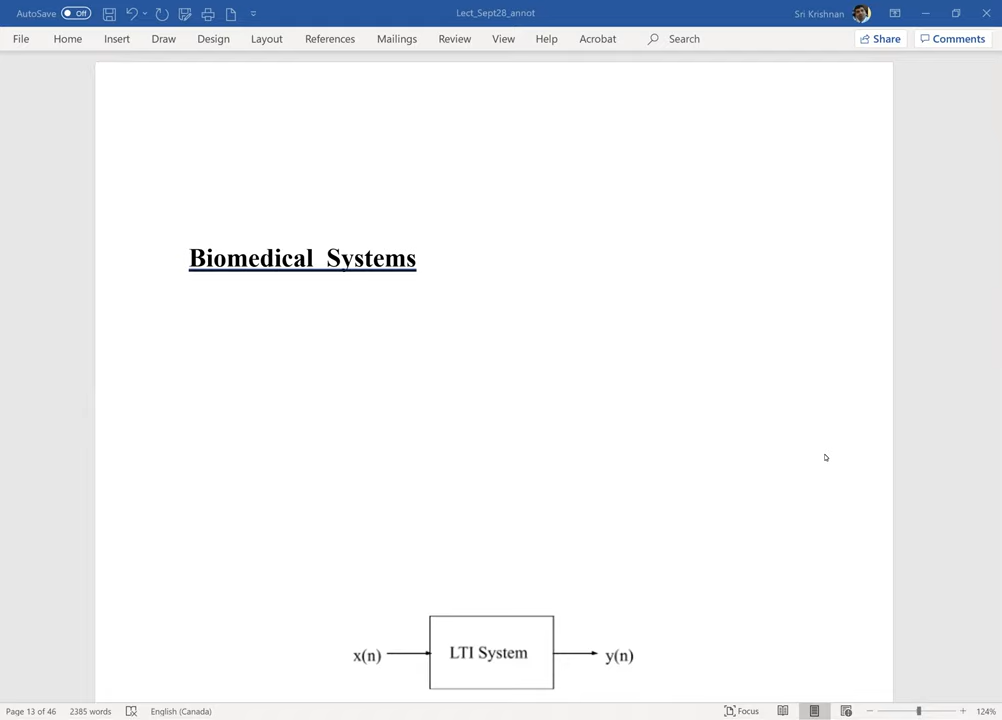 AutoSave Off Lect_Sept28_annot Sri Krishnan
File Home Insert Draw Design Layout References Mailings Review View Help Acrobat Search Share Comments
Biomedical Systems
x(n) LTI System y(n)
Page 13 of 46 2385 words English (Canada) Focus 124%